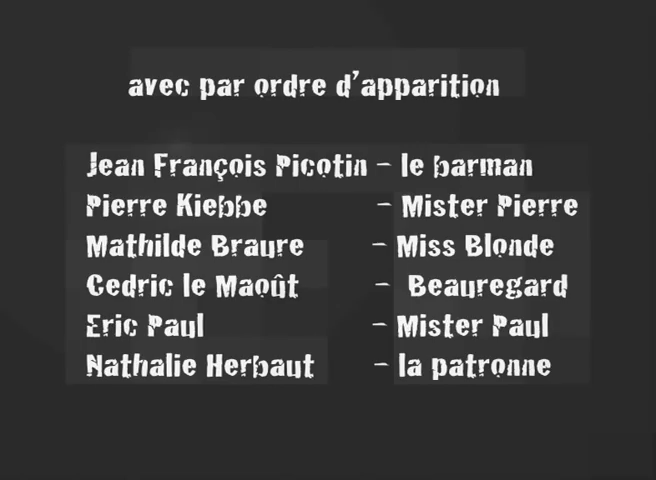 avec par ordre d'apparition
Jean François Picotin - le barman
Pierre Kiebbe - Mister Pierre
Mathilde Braure - Miss Blonde
Cedric le Maoût - Beauregard
Eric Paul - Mister Paul
Nathalie Herbaut - la patronne